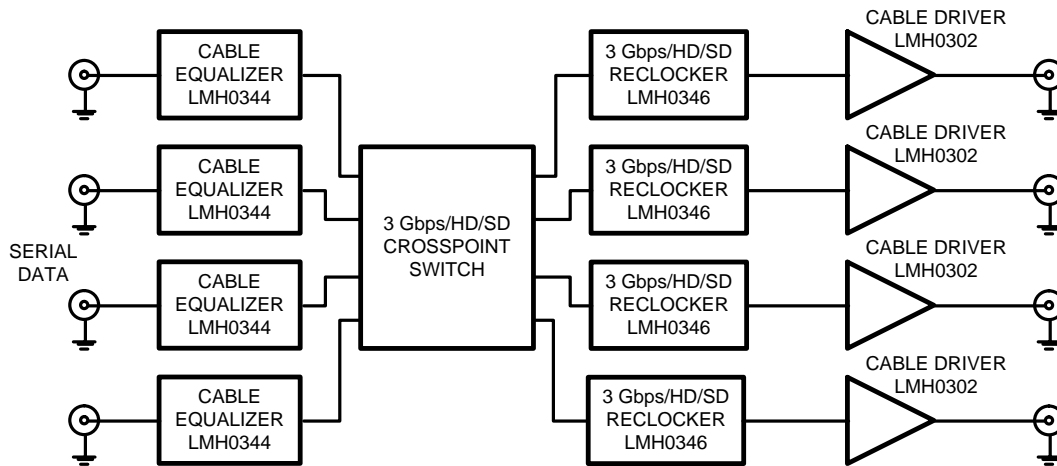 CABLE
EQUALIZER
LMH0344
3 Gbps/HD/SD
RECLOCKER
LMH0346
CABLE DRIVER
LMH0302
CABLE
EQUALIZER
LMH0344
3 Gbps/HD/SD
RECLOCKER
LMH0346
CABLE DRIVER
LMH0302
SERIAL
DATA
3 Gbps/HD/SD
CROSSPOINT
SWITCH
CABLE
EQUALIZER
LMH0344
3 Gbps/HD/SD
RECLOCKER
LMH0346
CABLE DRIVER
LMH0302
CABLE
EQUALIZER
LMH0344
3 Gbps/HD/SD
RECLOCKER
LMH0346
CABLE DRIVER
LMH0302